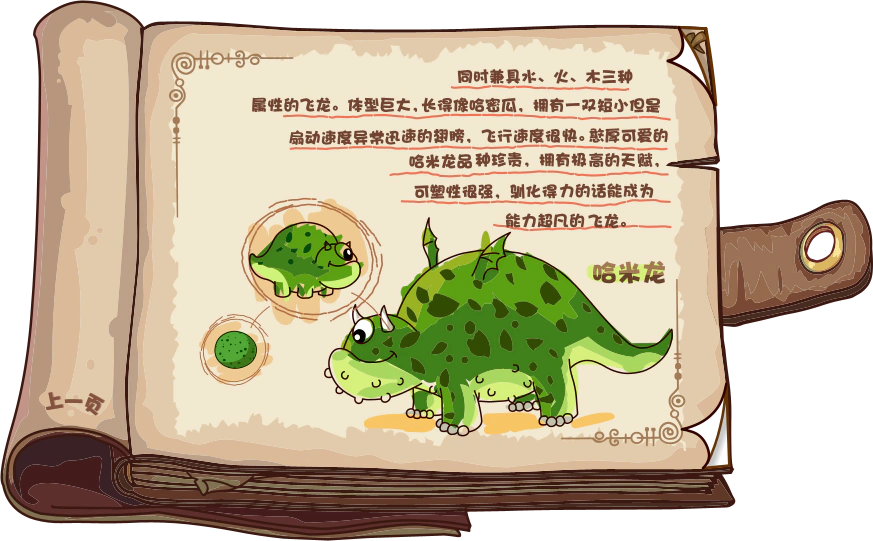 同时兼具水、火、木三种
属性的飞龙。体型巨大,长得像哈密瓜，拥有一双短小但是
扇动速度异常迅速的翅膀，飞行速度很快。憨厚可爱的
哈米龙品种珍贵，拥有极高的天赋，
可塑性很强，驯化得力的话能成为
能力超凡的飞龙。
哈米龙
上一页